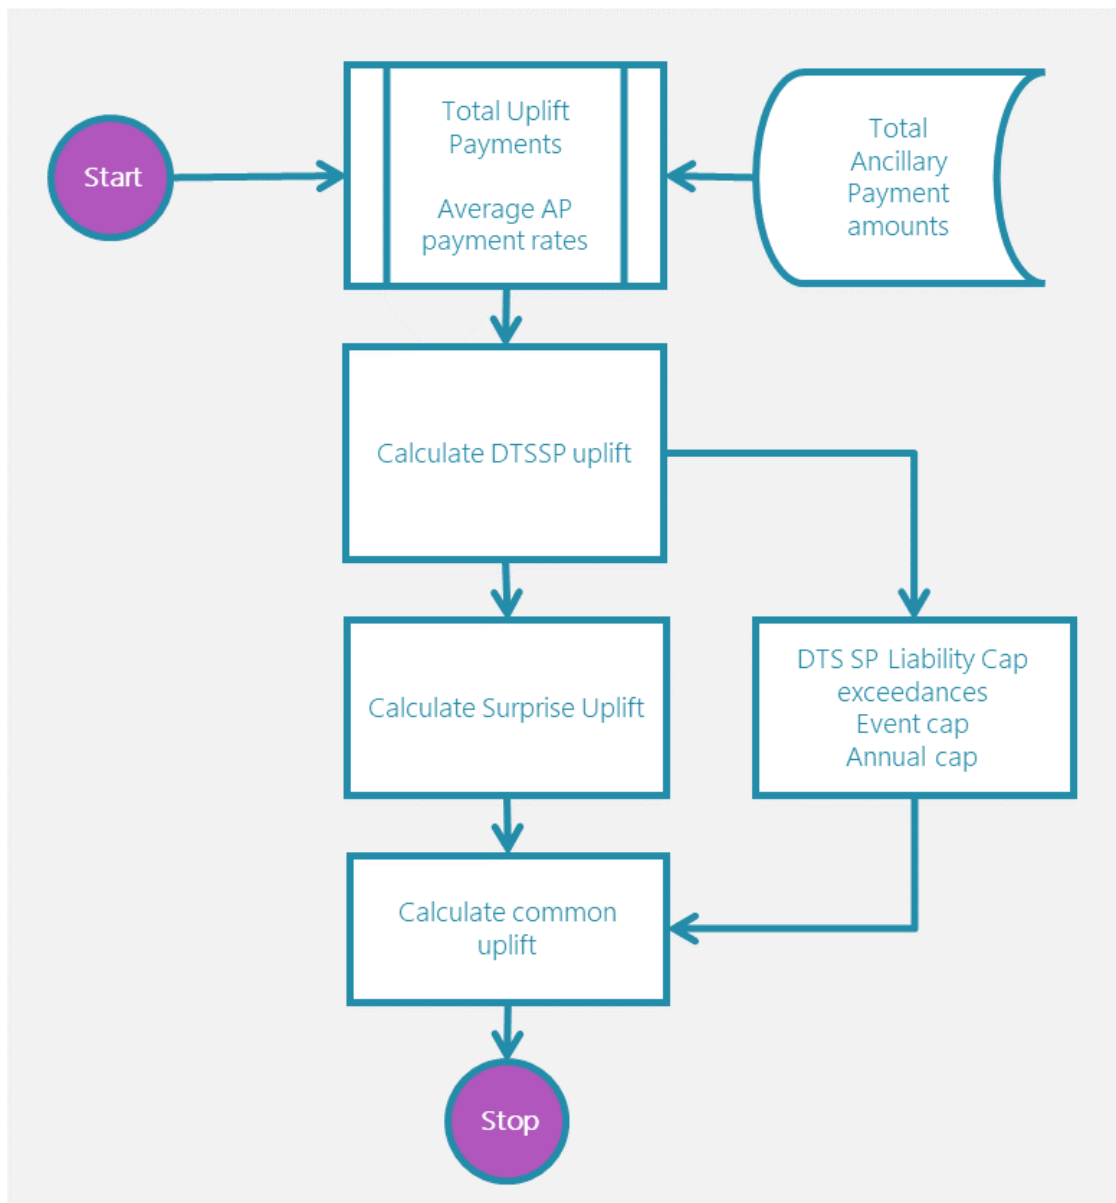 Start
Total Uplift
Payments
Average AP
payment rates
Total
Ancillary
Payment
amounts
Calculate DTSSP uplift
Calculate Surprise Uplift
DTS SP Liability Cap
exceedances
Event cap
Annual cap
Calculate common
uplift
Stop